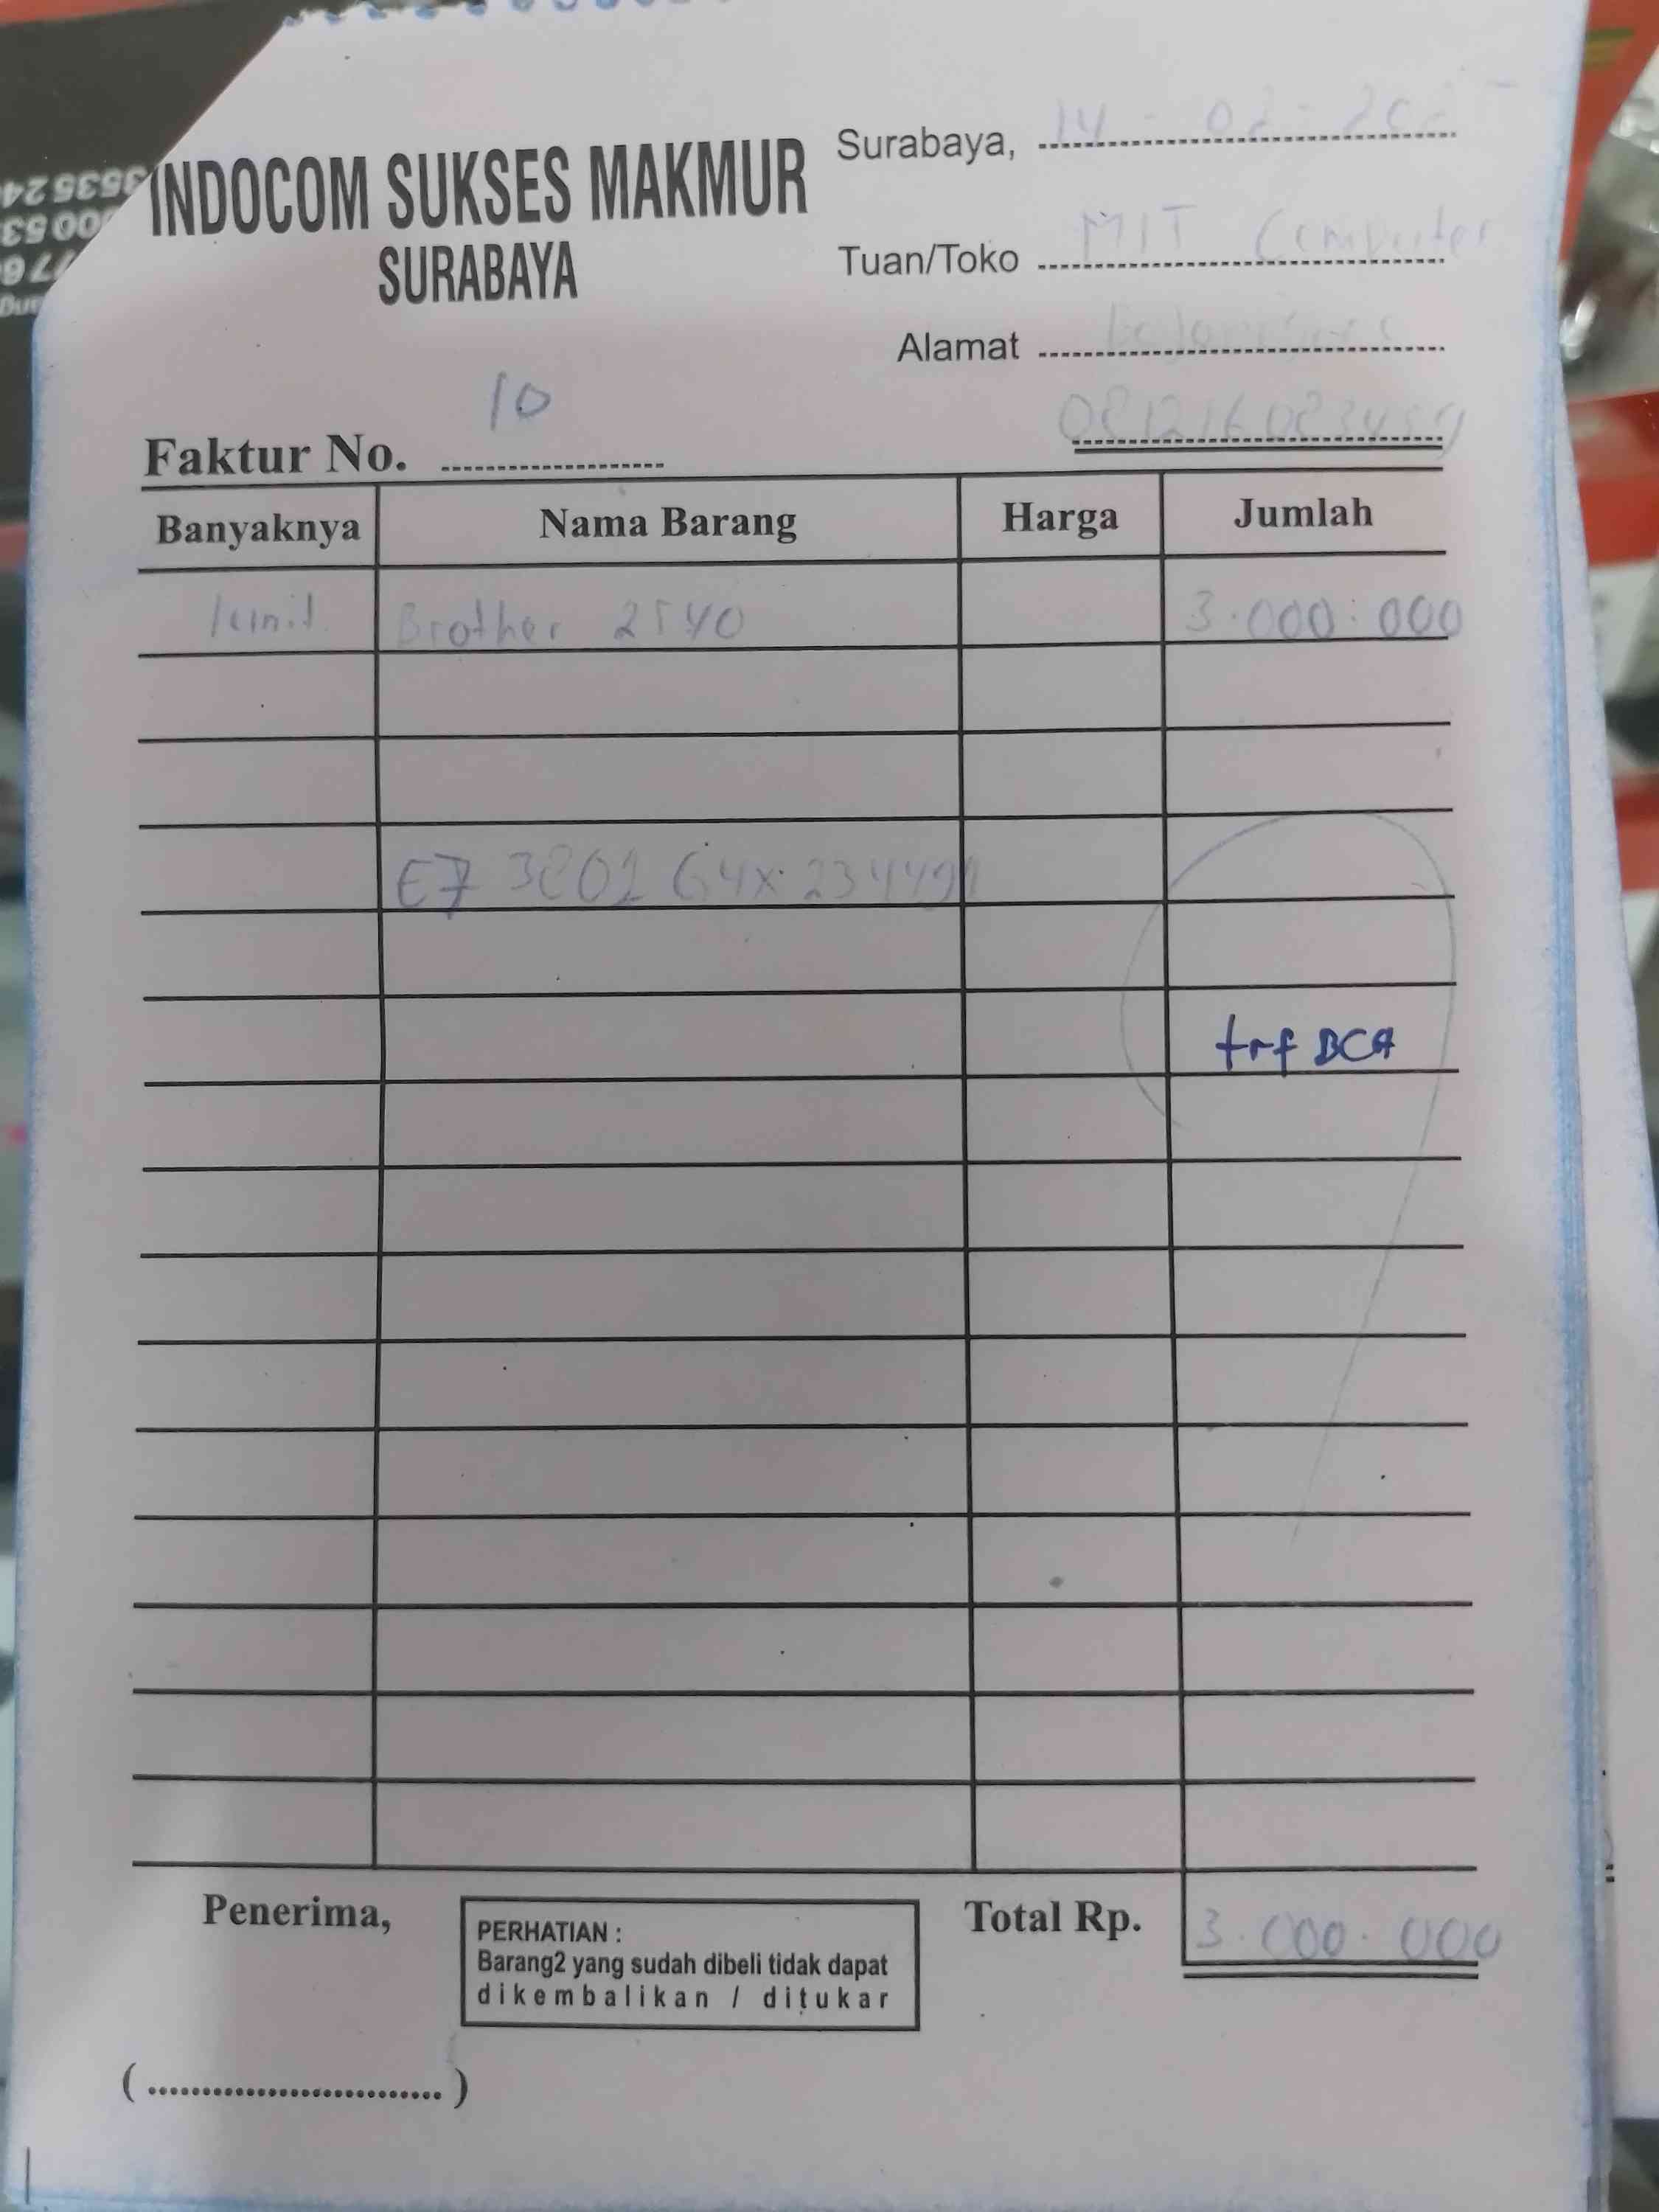 INDOCOM SUKSES MAKMUR
SURABAYA
Surabaya, 14 - 02 - 2025
Tuan/Toko MIT Computer
Alamat
10
Faktur No.
Banyaknya Nama Barang Harga Jumlah
1 unit Brother 2540 3.000.000
trf BCA
Penerima,
PERHATIAN :
Barang2 yang sudah dibeli tidak dapat
dikembalikan / ditukar
Total Rp. 3.000.000
(..............................)